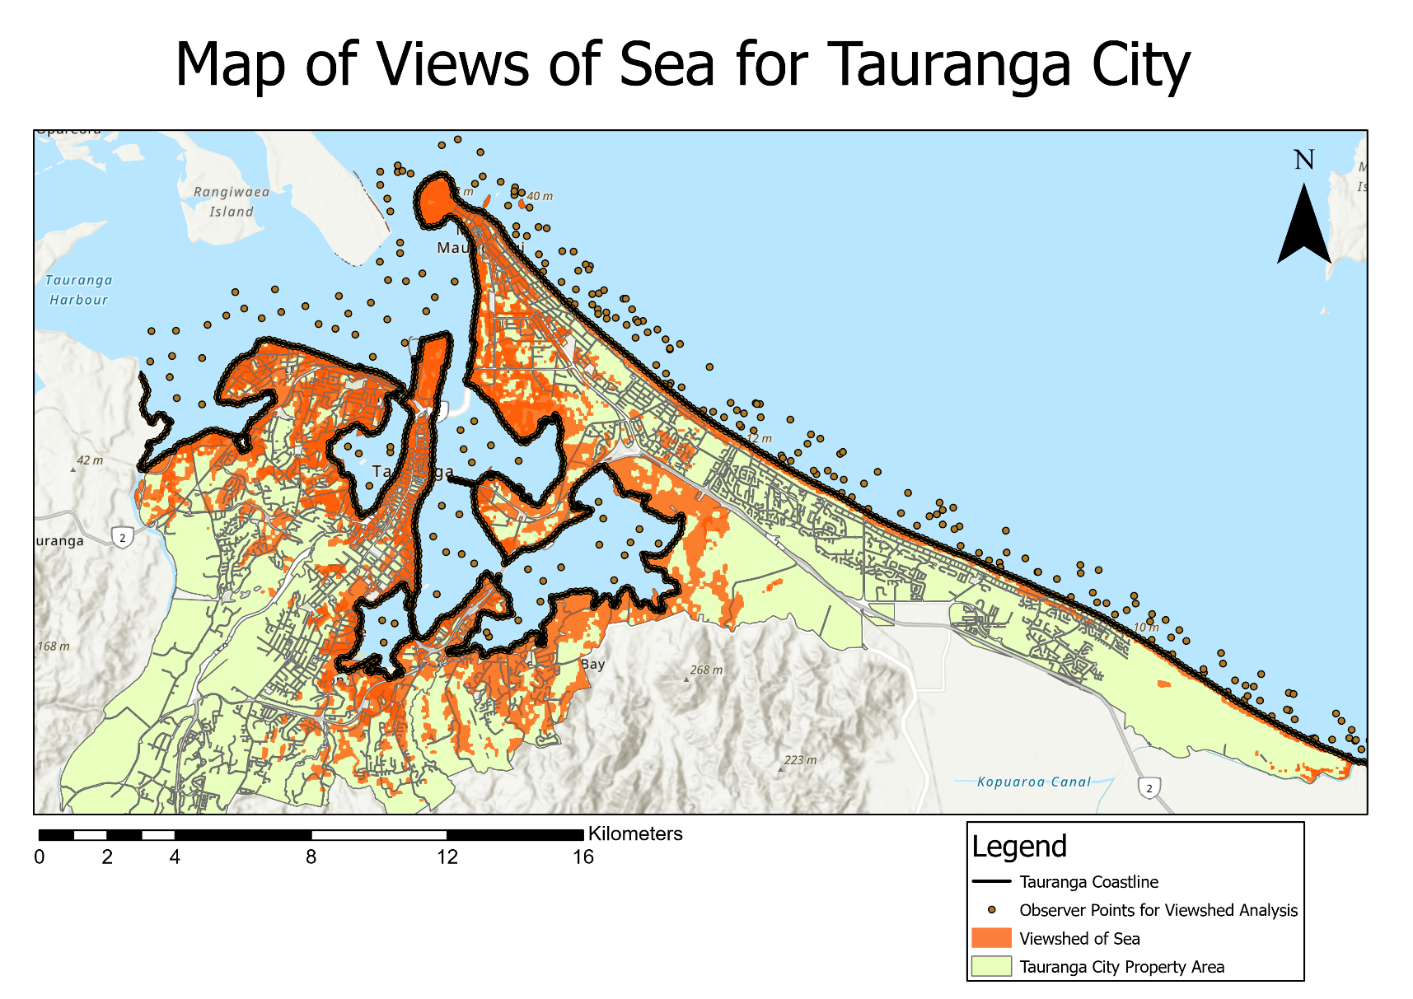 Map of Views of Sea for Tauranga City
Rangiwaea
Island
N
40 m
Tauranga
Harbour
12 m
42 m
2
uranga
10 m
168 m
Bay
268 m
223 m
Kopuaroa Canal
2
Kilometers
0 2 4 8 12 16
Legend
Tauranga Coastline
Observer Points for Viewshed Analysis
Viewshed of Sea
Tauranga City Property Area